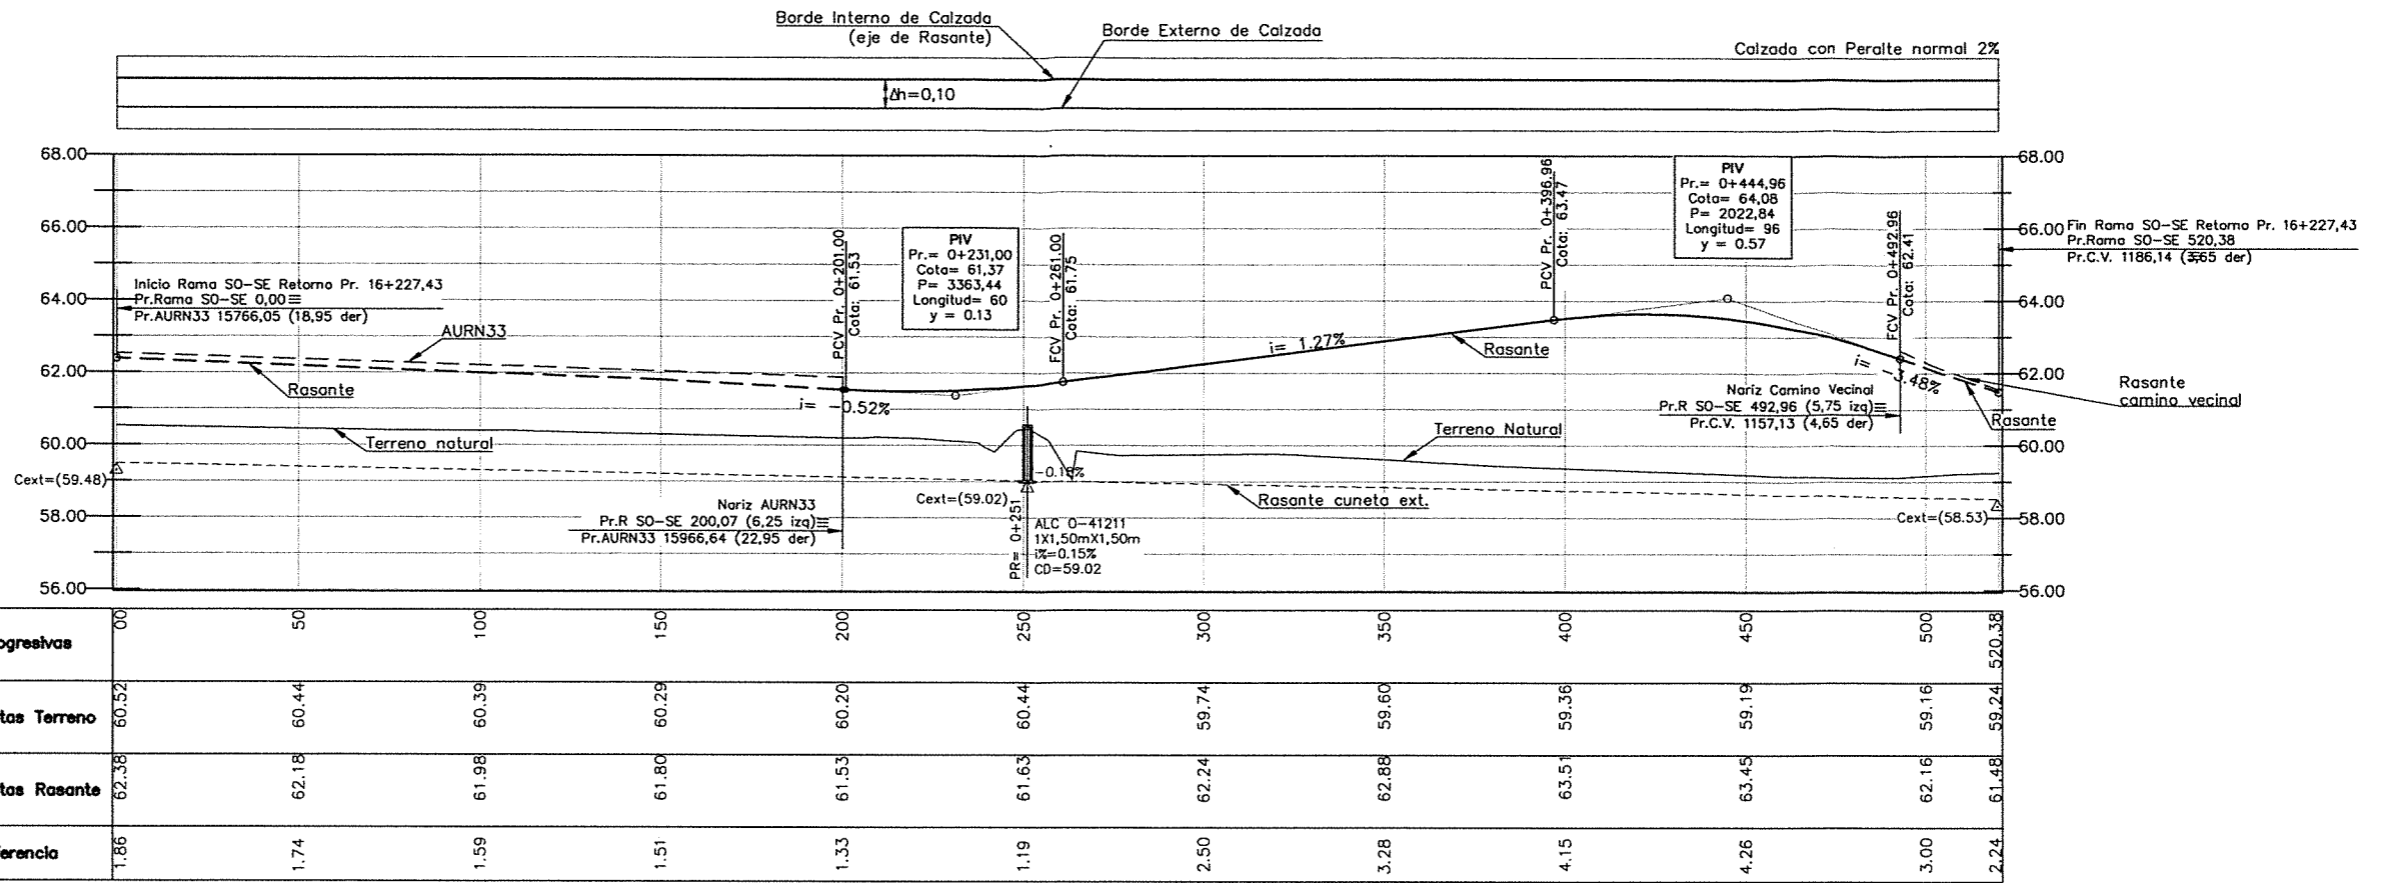 Borde Interno de Calzada
(eje de Rasante)
Borde Externo de Calzada
Calzada con Peralte normal 2%
Δh=0,10
68.00
66.00
64.00
62.00
60.00
58.00
56.00
68.00
66.00
64.00
62.00
60.00
58.00
56.00
Inicio Rama SO-SE Retorno Pr. 16+227,43
Pr.Rama SO-SE 0,00≡
Pr.AURN33 15766,05 (18,95 der)
AURN33
Rasante
Terreno natural
Cext=(59.48)
i= -0.52%
PCV Pr. 0+201.00
Cota: 61.53
PIV
Pr.= 0+231,00
Cota= 61,37
P= 3363,44
Longitud= 60
y = 0.13
FCV Pr. 0+261.00
Cota: 61.75
Nariz AURN33
Pr.R SO-SE 200,07 (6,25 izq)≡
Pr.AURN33 15966,64 (22,95 der)
Cext=(59.02)
PR= 0+251
ALC O-41211
1X1,50mX1,50m
i%=0.15%
CD=59.02
i= 1.27%
Rasante
Terreno Natural
Rasante cuneta ext.
PCV Pr. 0+396,96
Cota: 63.47
PIV
Pr.= 0+444,96
Cota= 64,08
P= 2022,84
Longitud= 96
y = 0.57
FCV Pr. 0+492.96
Cota: 62.41
i= -3.48%
Nariz Camino Vecinal
Pr.R SO-SE 492,96 (5,75 izq)≡
Pr.C.V. 1157,13 (4,65 der)
Rasante
Cext=(58.53)
Fin Rama SO-SE Retorno Pr. 16+227,43
Pr.Rama SO-SE 520,38
Pr.C.V. 1186,14
Rasante
camino vecinal
ogresivas 00 50 100 150 200 250 300 350 400 450 500 520.38
tas Terreno 60.52 60.44 60.39 60.29 60.20 60.44 59.74 59.60 59.36 59.19 59.16 59.24
tas Rasante 62.38 62.18 61.98 61.80 61.53 61.63 62.24 62.88 63.51 63.45 62.16 61.48
ferencia 1.86 1.74 1.59 1.51 1.33 1.19 2.50 3.28 4.15 4.26 3.00 2.24